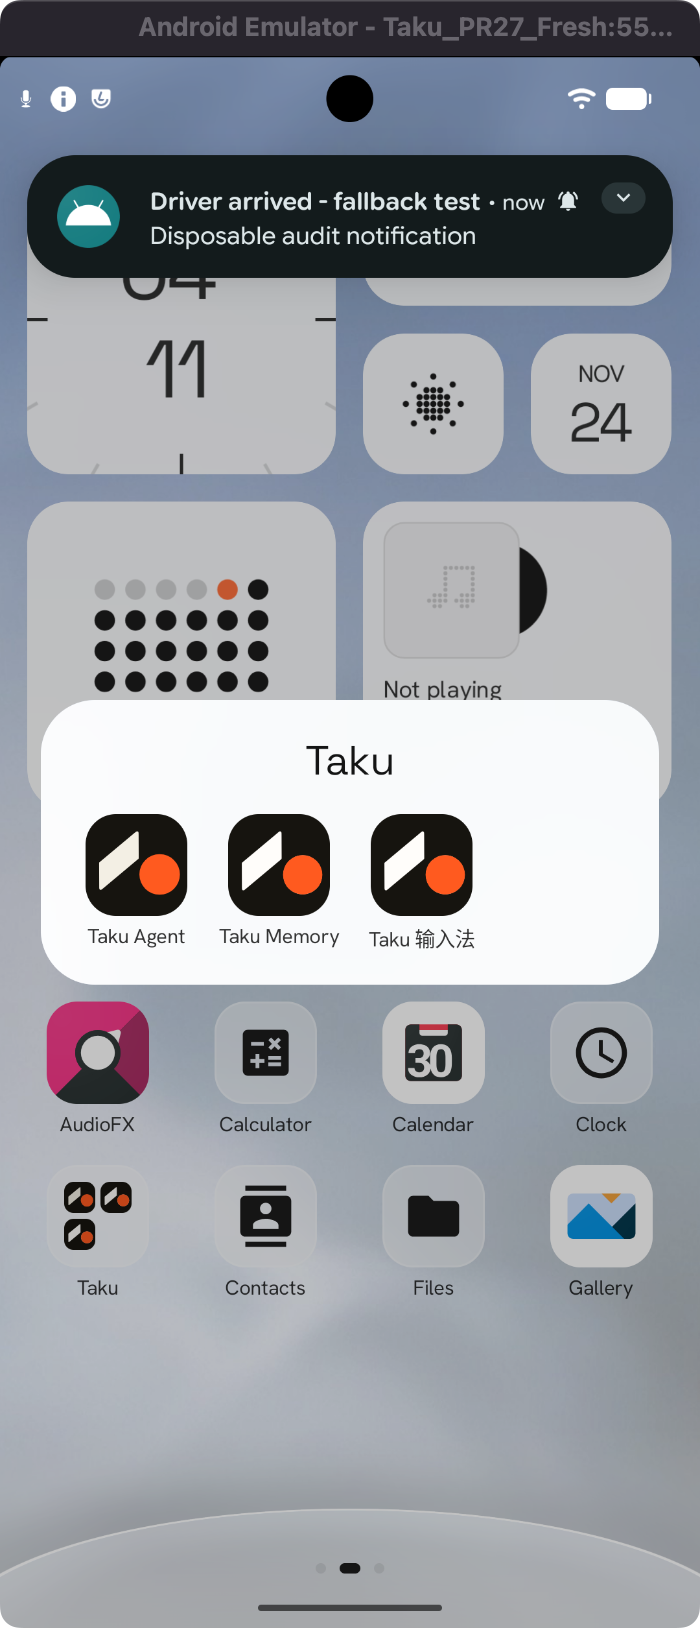 Android Emulator - Taku_PR27_Fresh:55...
Driver arrived - fallback test • now
Disposable audit notification
04
11
NOV
24
Not playing
Taku
Taku Agent
Taku Memory
Taku 输入法
30
AudioFX
Calculator
Calendar
Clock
Taku
Contacts
Files
Gallery